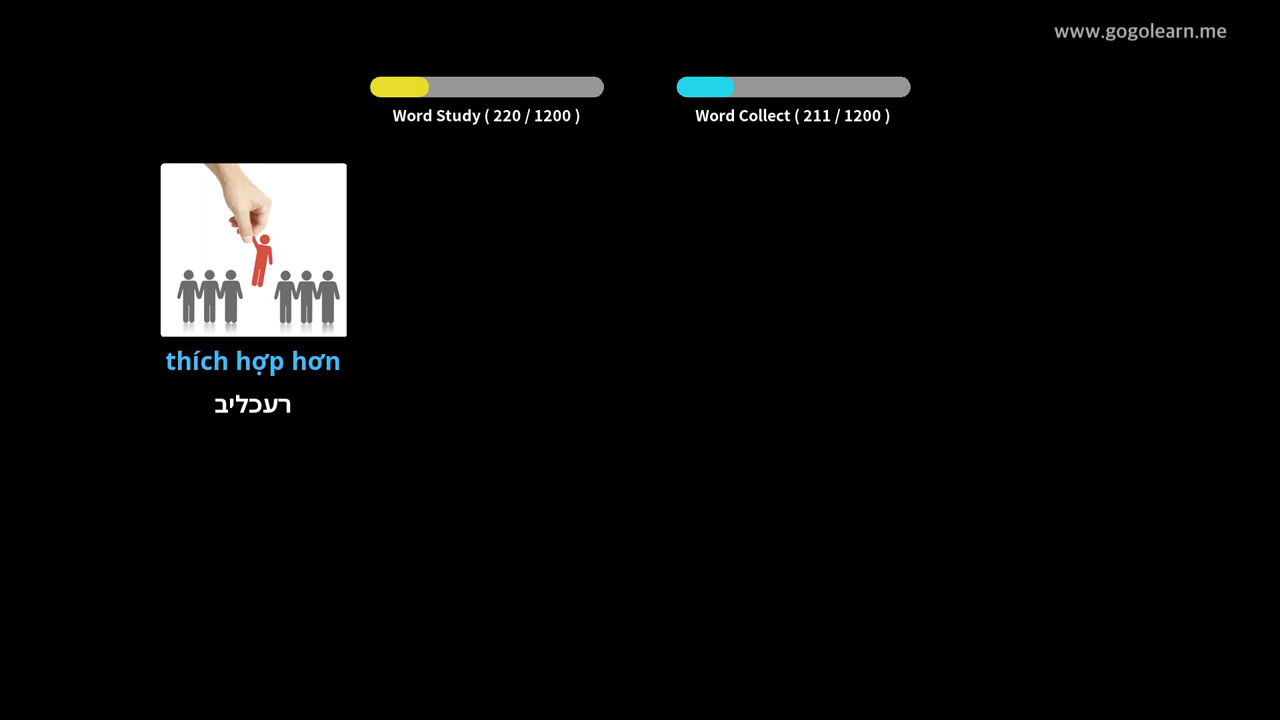 www.gogolearn.me
Word Study ( 220 / 1200 )
Word Collect ( 211 / 1200 )
thích hợp hơn
רעכליב